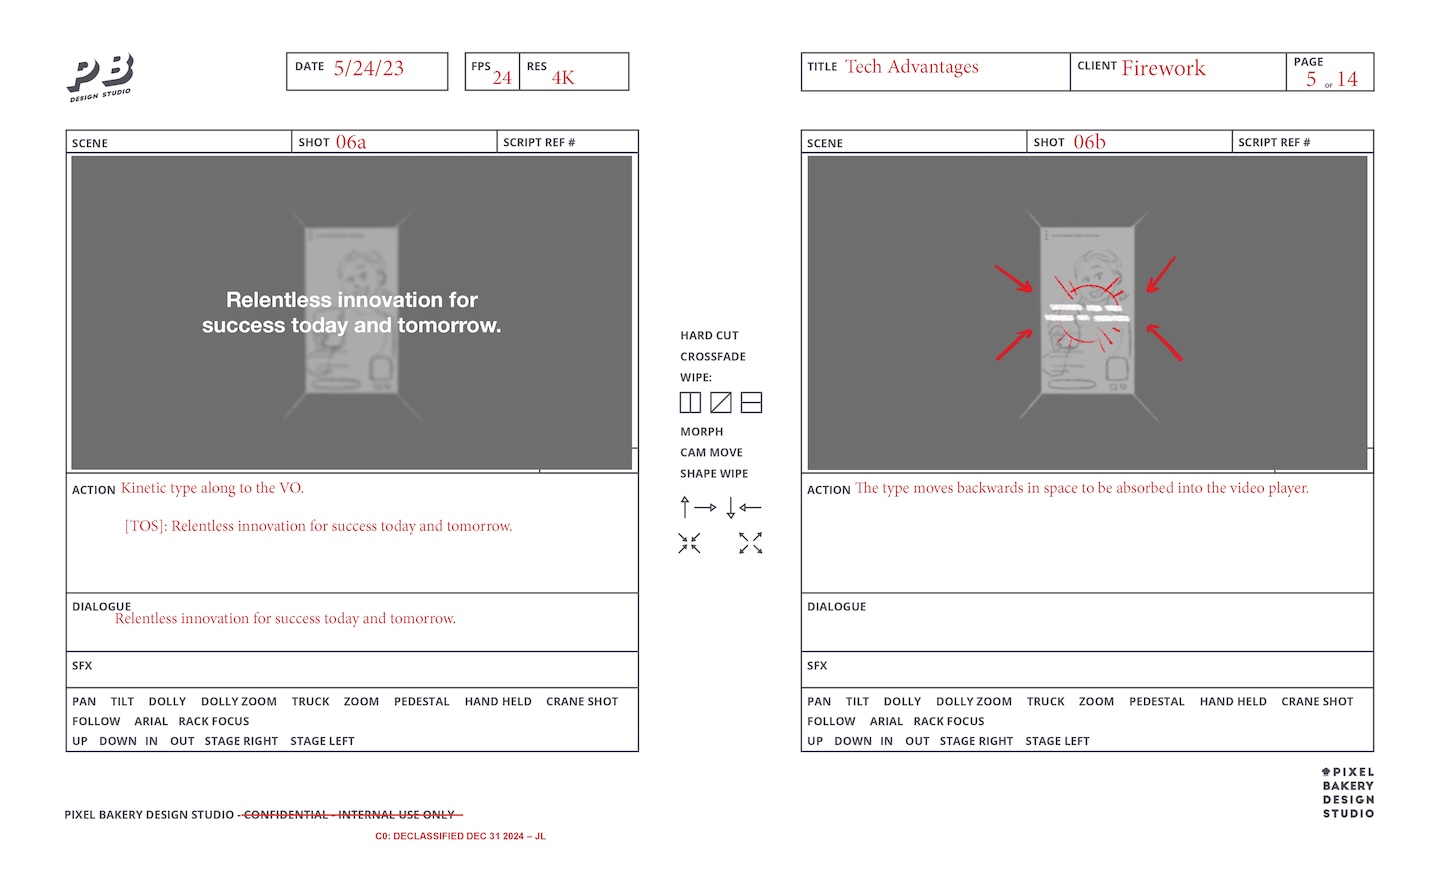 PB
DESIGN STUDIO
DATE 5/24/23
FPS 24
RES 4K
TITLE Tech Advantages
CLIENT Firework
PAGE 5 OF 14
SCENE
SHOT 06a
SCRIPT REF #
Relentless innovation for
success today and tomorrow.
ACTION Kinetic type along to the VO.
[TOS]: Relentless innovation for success today and tomorrow.
DIALOGUE
Relentless innovation for success today and tomorrow.
SFX
PAN TILT DOLLY DOLLY ZOOM TRUCK ZOOM PEDESTAL HAND HELD CRANE SHOT
FOLLOW ARIAL RACK FOCUS
UP DOWN IN OUT STAGE RIGHT STAGE LEFT
HARD CUT
CROSSFADE
WIPE:
MORPH
CAM MOVE
SHAPE WIPE
SCENE
SHOT 06b
SCRIPT REF #
ACTION The type moves backwards in space to be absorbed into the video player.
DIALOGUE
SFX
PAN TILT DOLLY DOLLY ZOOM TRUCK ZOOM PEDESTAL HAND HELD CRANE SHOT
FOLLOW ARIAL RACK FOCUS
UP DOWN IN OUT STAGE RIGHT STAGE LEFT
PIXEL BAKERY DESIGN STUDIO - CONFIDENTIAL - INTERNAL USE ONLY
C0: DECLASSIFIED DEC 31 2024 – JL
PIXEL
BAKERY
DESIGN
STUDIO